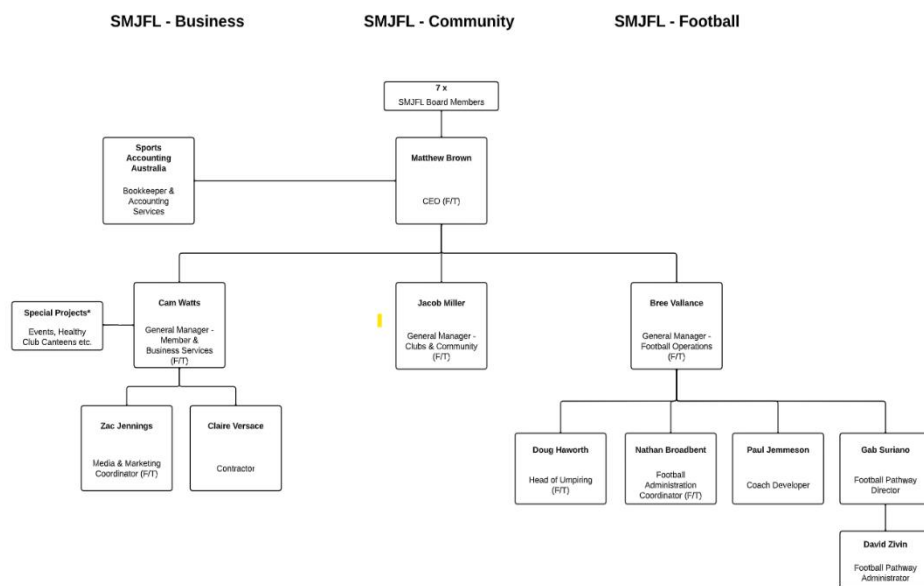 SMJFL - Business
SMJFL - Community
SMJFL - Football
7 x
SMJFL Board Members
Sports
Accounting
Australia
Bookkeeper &
Accounting
Services
Matthew Brown
CEO (F/T)
Special Projects*
Events, Healthy
Club Canteens etc.
Cam Watts
General Manager -
Member &
Business Services
(F/T)
Jacob Miller
General Manager -
Clubs & Community
(F/T)
Bree Vallance
General Manager -
Football Operations
(F/T)
Zac Jennings
Media & Marketing
Coordinator (F/T)
Claire Versace
Contractor
Doug Haworth
Head of Umpiring
(F/T)
Nathan Broadbent
Football
Administration
Coordinator (F/T)
Paul Jemmeson
Coach Developer
Gab Suriano
Football Pathway
Director
David Zivin
Football Pathway
Administrator